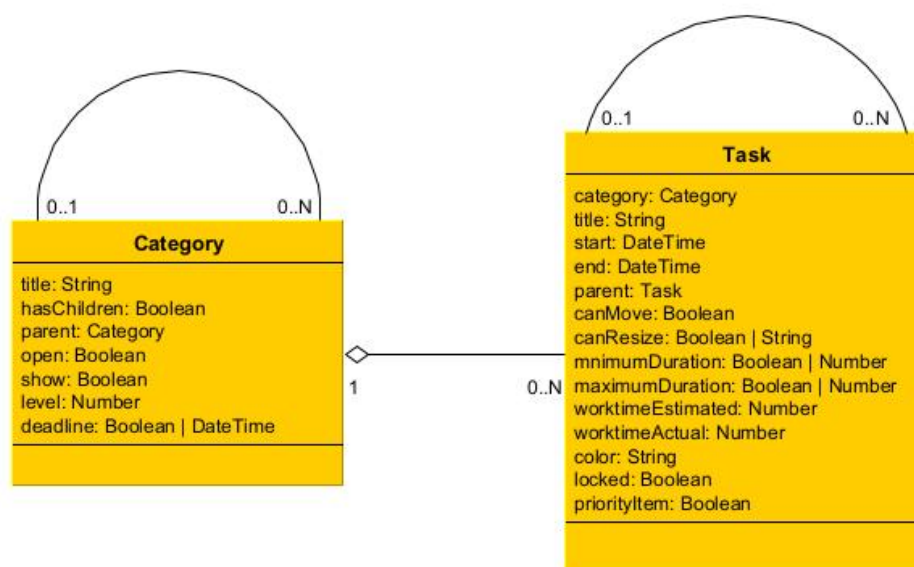 0..1 0..N
Task
category: Category
title: String
start: DateTime
end: DateTime
parent: Task
canMove: Boolean
canResize: Boolean | String
mnimumDuration: Boolean | Number
maximumDuration: Boolean | Number
worktimeEstimated: Number
worktimeActual: Number
color: String
locked: Boolean
priorityItem: Boolean
0..1 0..N
Category
title: String
hasChildren: Boolean
parent: Category
open: Boolean
show: Boolean
level: Number
deadline: Boolean | DateTime
1 0..N